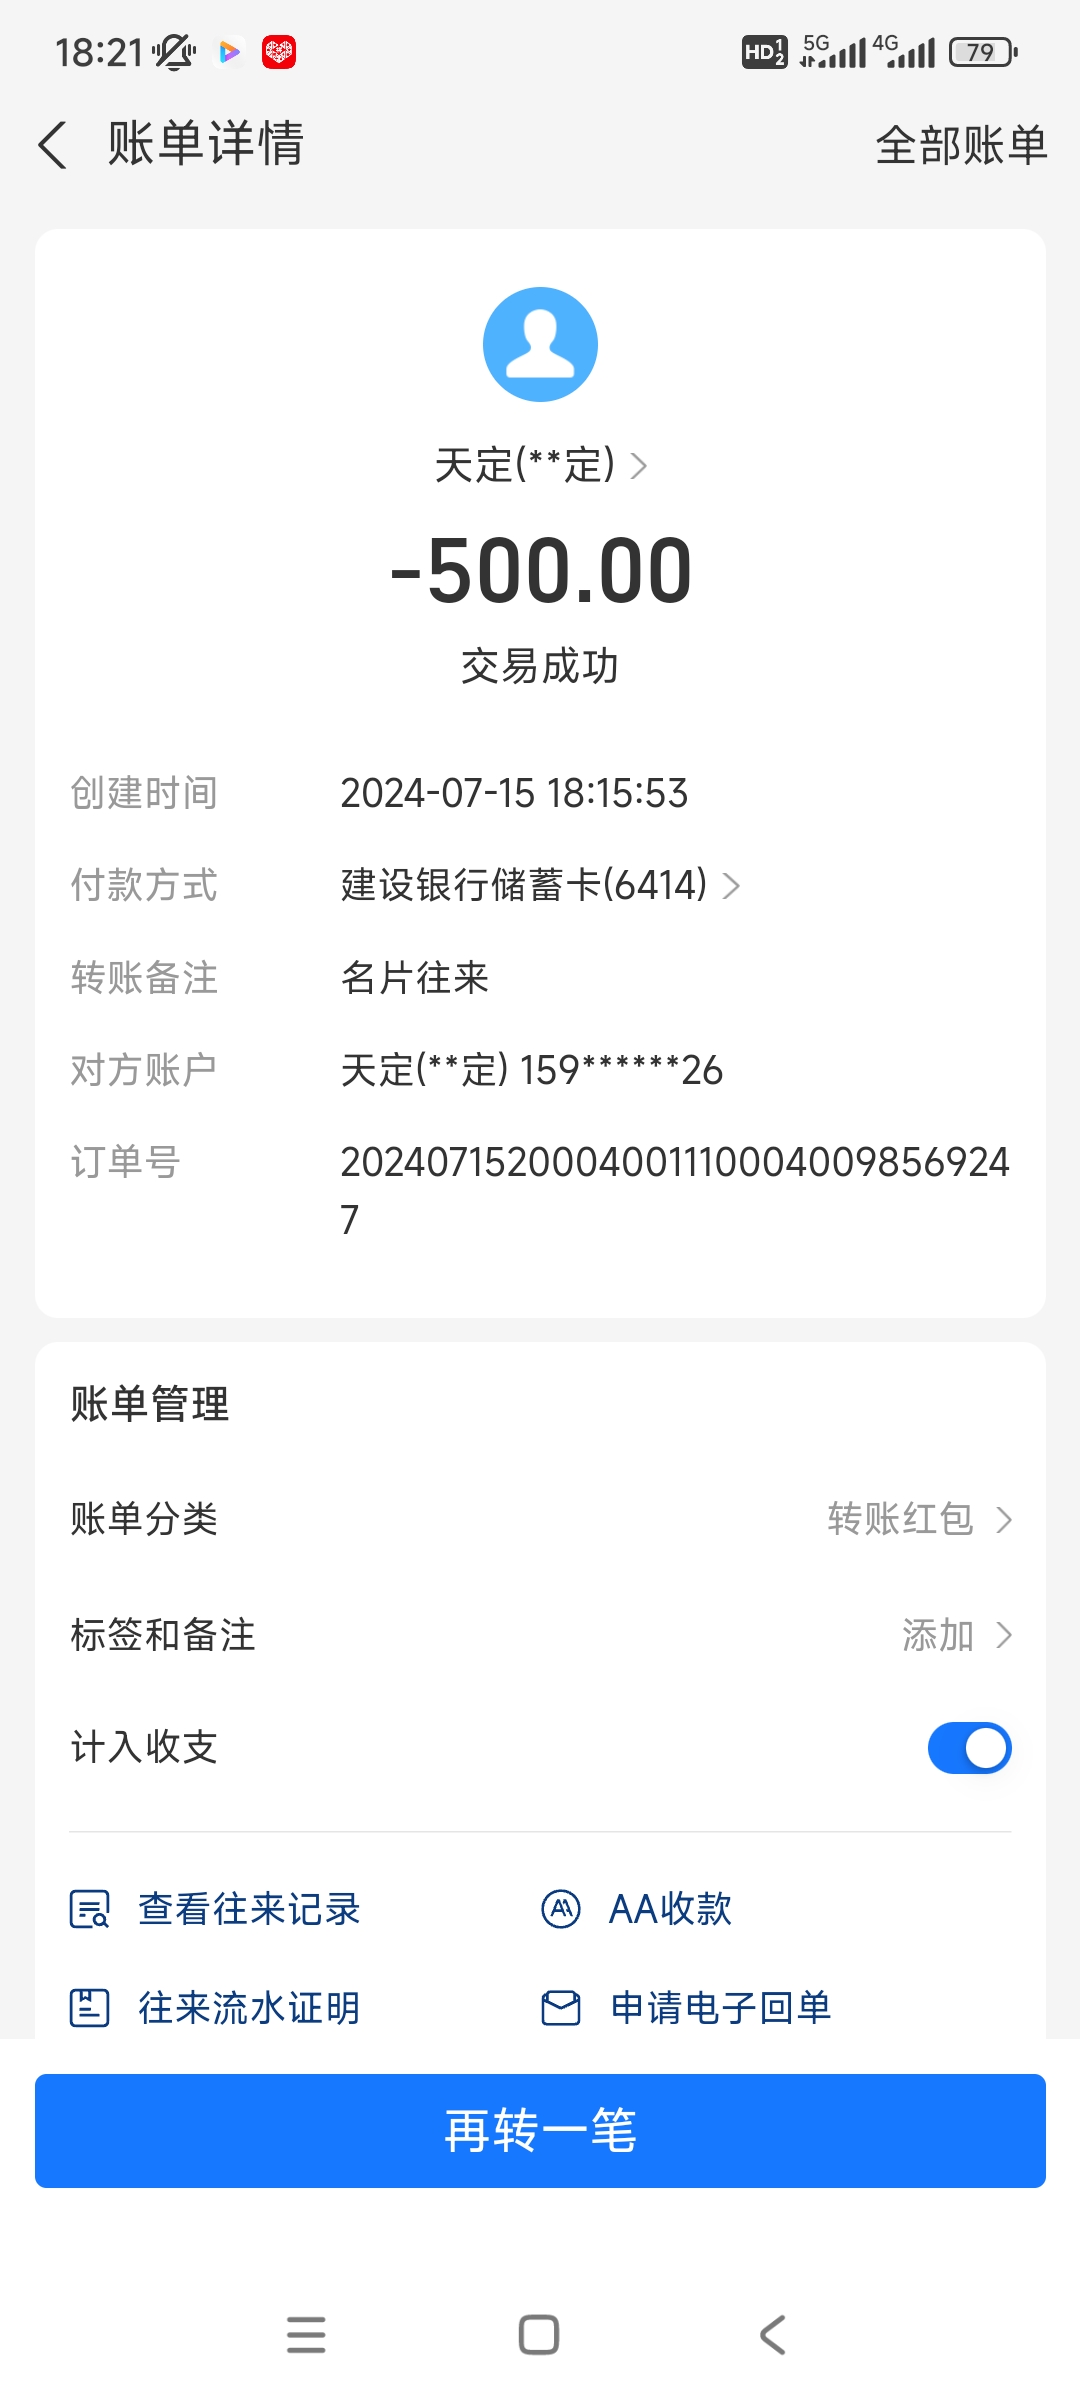 18:21 HD 1 2 5G 4G 79
账单详情 全部账单
天定(**定)
-500.00
交易成功
创建时间 2024-07-15 18:15:53
付款方式 建设银行储蓄卡(6414)
转账备注 名片往来
对方账户 天定(**定) 159******26
订单号 2024071520004001110004009856924
7
账单管理
账单分类 转账红包
标签和备注 添加
计入收支
查看往来记录 AA收款
往来流水证明 申请电子回单
再转一笔